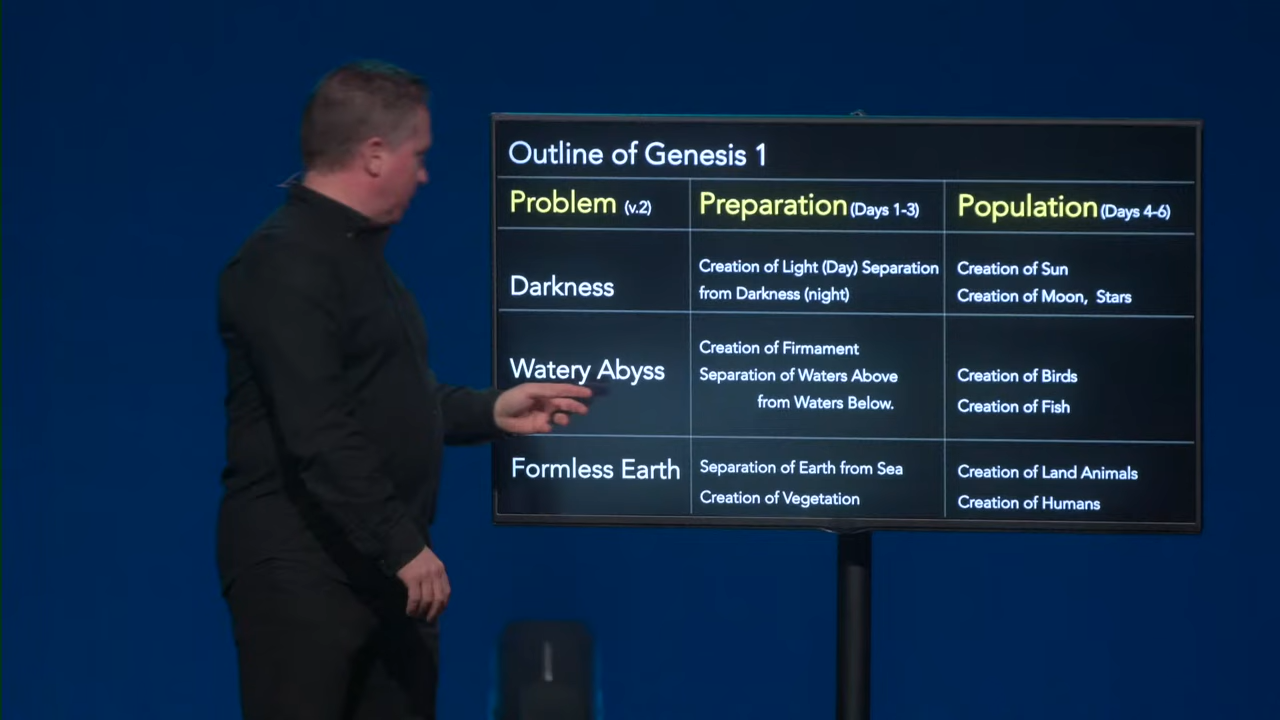 Outline of Genesis 1
Problem (v.2)
Preparation (Days 1-3)
Population (Days 4-6)
Darkness
Creation of Light (Day) Separation
from Darkness (night)
Creation of Sun
Creation of Moon, Stars
Watery Abyss
Creation of Firmament
Separation of Waters Above
from Waters Below.
Creation of Birds
Creation of Fish
Formless Earth
Separation of Earth from Sea
Creation of Vegetation
Creation of Land Animals
Creation of Humans